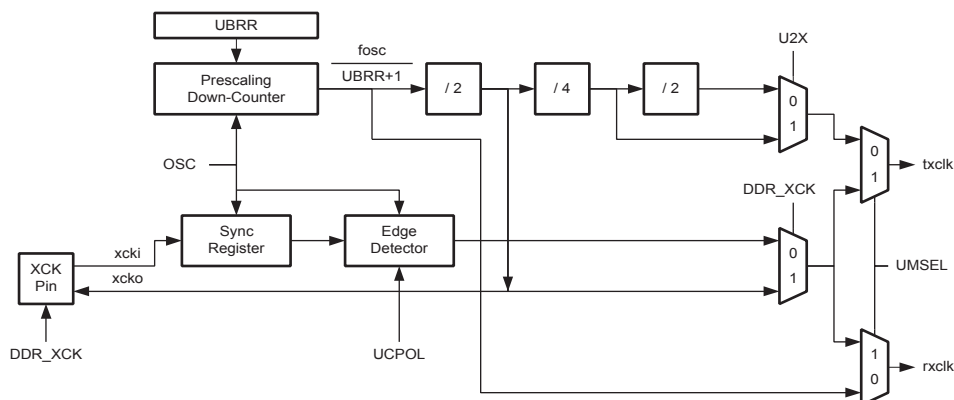 UBRR
fosc
UBRR+1
U2X
Prescaling
Down-Counter
/ 2
/ 4
/ 2
0
1
OSC
0
1
txclk
DDR_XCK
Sync
Register
Edge
Detector
xcki
0
1
XCK
Pin
xcko
UMSEL
DDR_XCK
UCPOL
1
0
rxclk